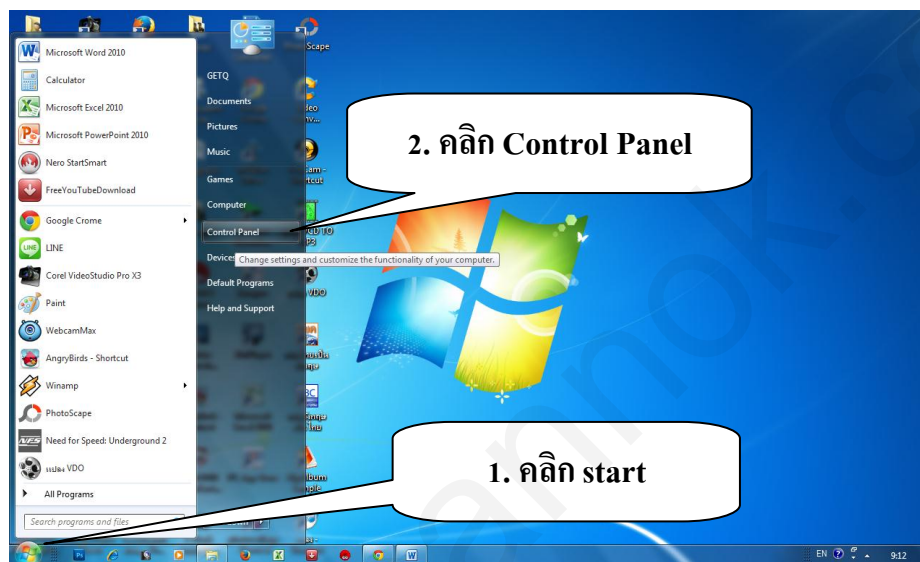 Scape
Microsoft Word 2010
Calculator
Microsoft Excel 2010
Microsoft PowerPoint 2010
Nero StartSmart
FreeYouTubeDownload
Google Crome
LINE
Corel VideoStudio Pro X3
Paint
WebcamMax
AngryBirds - Shortcut
Winamp
PhotoScape
Need for Speed: Underground 2
แปลง VDO
All Programs
Search programs and files
GETQ
Documents
Pictures
Music
Games
Computer
Control Panel
Devices
Change settings and customize the functionality of your computer.
Default Programs
Help and Support
VDO
2. คลิก Control Panel
1. คลิก start
EN
9:12